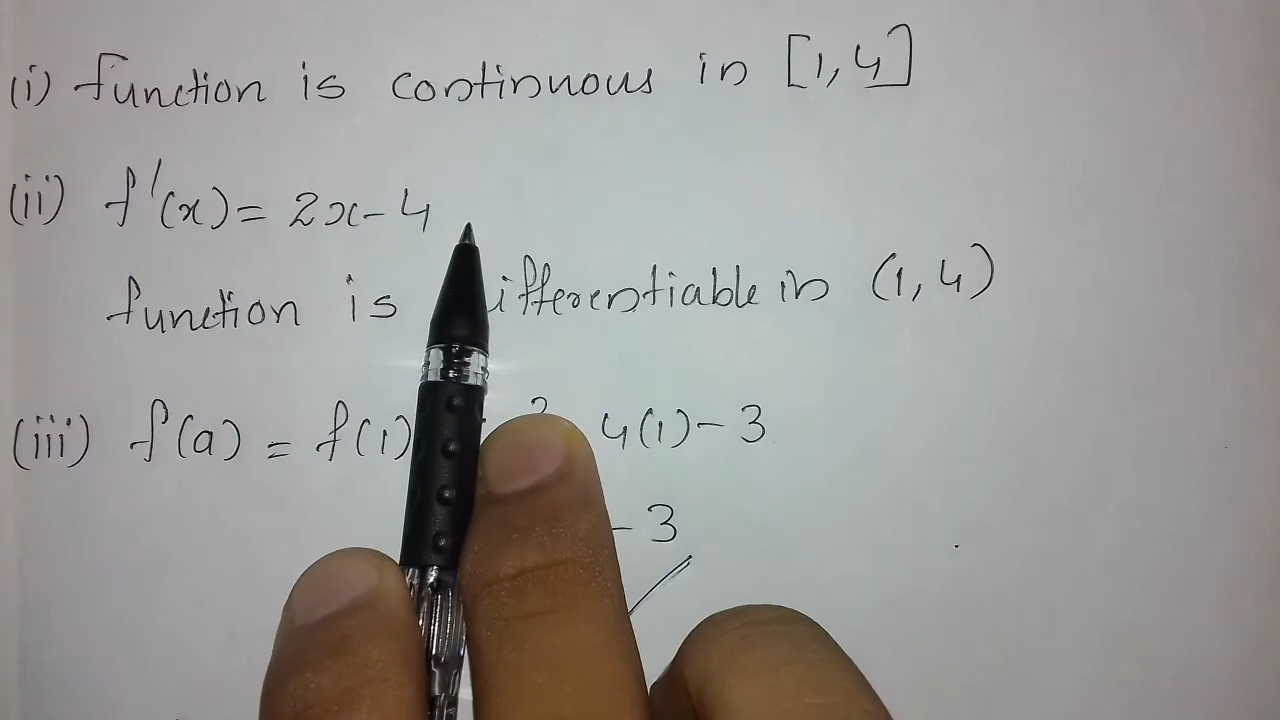 (i) function is continuous in [1, 4]
(ii) f'(x) = 2x - 4
function is differentiable in (1, 4)
(iii) f(a) = f(1) 2 4(1) - 3
- 3